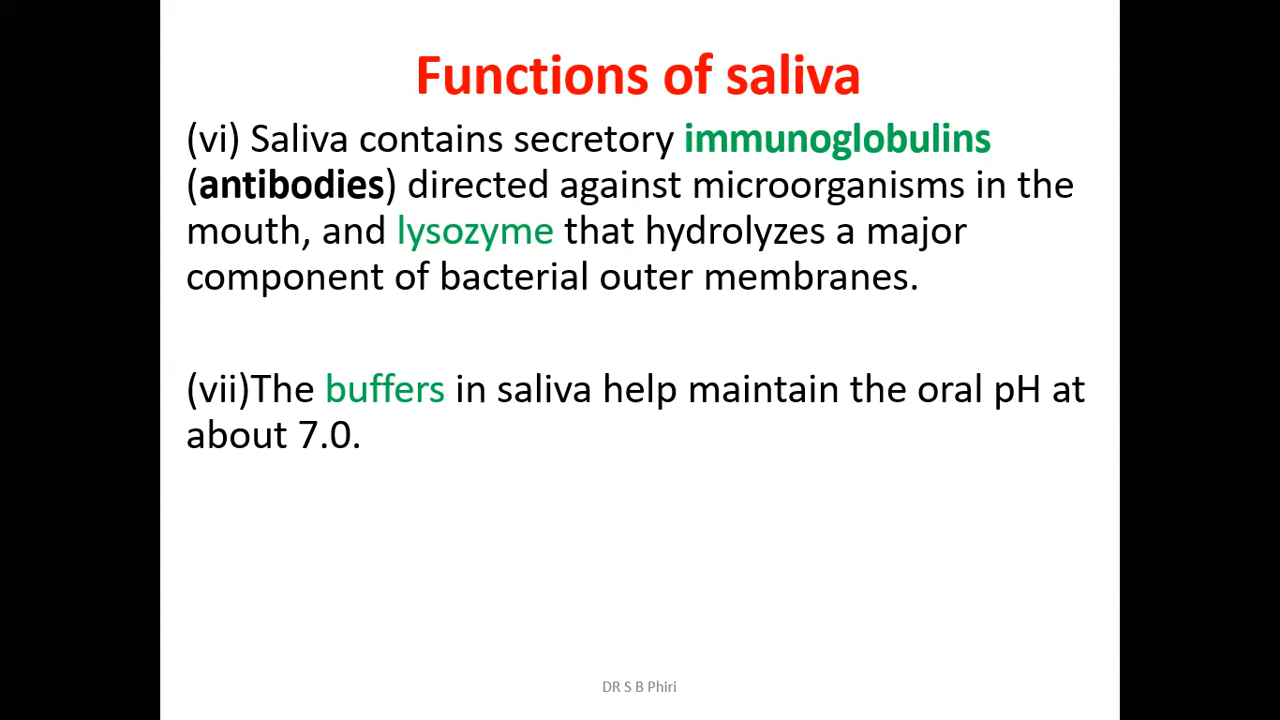 Functions of saliva
(vi) Saliva contains secretory immunoglobulins
(antibodies) directed against microorganisms in the
mouth, and lysozyme that hydrolyzes a major
component of bacterial outer membranes.
(vii)The buffers in saliva help maintain the oral pH at
about 7.0.
DR S B Phiri